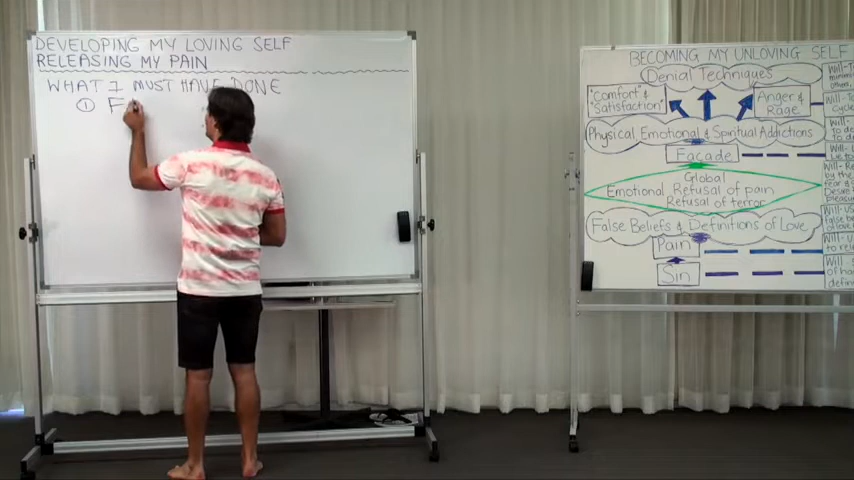 DEVELOPING MY LOVING SELF
RELEASING MY PAIN
WHAT I MUST HAVE DONE
① F
BECOMING MY UNLOVING SELF
Denial Techniques
"Comfort" &
"Satisfaction"
Anger &
Rage
Physical, Emotional & Spiritual Addictions
Façade
Global
Emotional Refusal of pain
Refusal of terror
False Beliefs & Definitions of Love
Pain
Sin